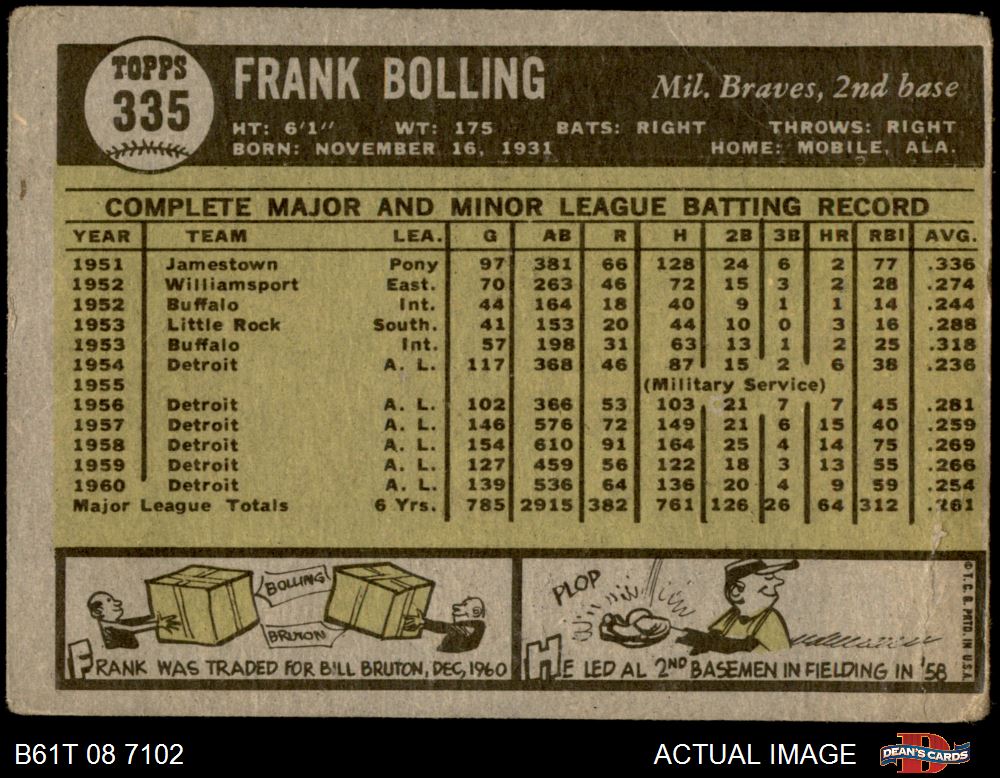 TOPPS
335
FRANK BOLLING
Mil. Braves, 2nd base
HT: 6'1" WT: 175 BATS: RIGHT THROWS: RIGHT
BORN: NOVEMBER 16, 1931 HOME: MOBILE, ALA.
COMPLETE MAJOR AND MINOR LEAGUE BATTING RECORD
YEAR TEAM LEA. G AB R H 2B 3B HR RBI AVG.
1951 Jamestown Pony 97 381 66 128 24 6 2 77 .336
1952 Williamsport East. 70 263 46 72 15 3 2 28 .274
1952 Buffalo Int. 44 164 18 40 9 1 1 14 .244
1953 Little Rock South. 41 153 20 44 10 0 3 16 .288
1953 Buffalo Int. 57 198 31 63 13 1 2 25 .318
1954 Detroit A. L. 117 368 46 87 15 2 6 38 .236
1955 (Military Service)
1956 Detroit A. L. 102 366 53 103 21 7 7 45 .281
1957 Detroit A. L. 146 576 72 149 21 6 15 40 .259
1958 Detroit A. L. 154 610 91 164 25 4 14 75 .269
1959 Detroit A. L. 127 459 56 122 18 3 13 55 .266
1960 Detroit A. L. 139 536 64 136 20 4 9 59 .254
Major League Totals 6 Yrs. 785 2915 382 761 126 26 64 312 .261
BOLLING
BRUTON
FRANK WAS TRADED FOR BILL BRUTON, DEC, 1960
PLOP
HE LED AL 2ND BASEMEN IN FIELDING IN '58
© T. C. G. PRTD. IN U.S.A.
B61T 08 7102
ACTUAL IMAGE
DEAN'S CARDS